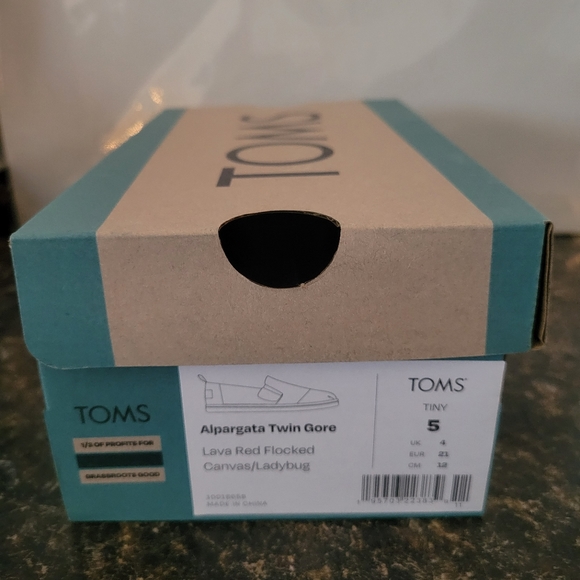 TOMS
TOMS
1/3 OF PROFITS FOR
GRASSROOTS GOOD
Alpargata Twin Gore
Lava Red Flocked
Canvas/Ladybug
MADE IN CHINA
TOMS
TINY
5
UK 4
EUR 21
CM 12